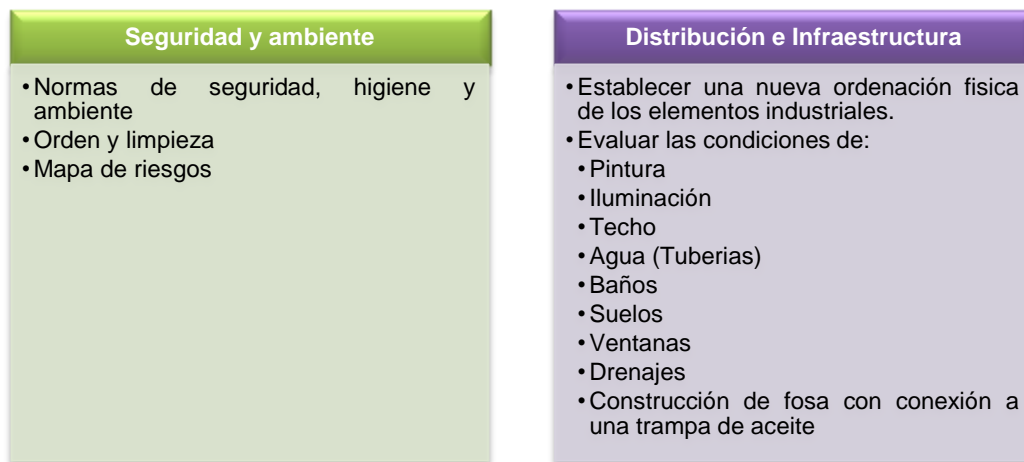 Seguridad y ambiente
•Normas de seguridad, higiene y
ambiente
•Orden y limpieza
•Mapa de riesgos
Distribución e Infraestructura
•Establecer una nueva ordenación fisica
de los elementos industriales.
•Evaluar las condiciones de:
•Pintura
•Iluminación
•Techo
•Agua (Tuberias)
•Baños
•Suelos
•Ventanas
•Drenajes
•Construcción de fosa con conexión a
una trampa de aceite